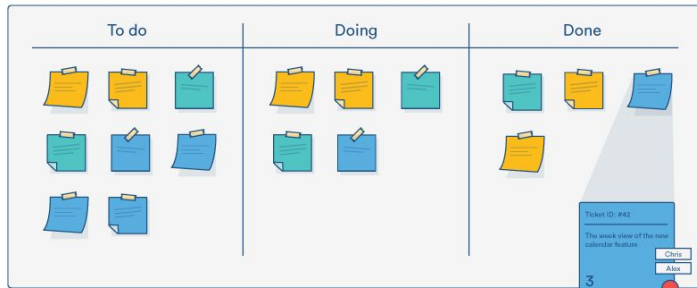 To do
Doing
Done
Ticket ID: #42
The week view of the new
calendar feature
Chris
Alex
3